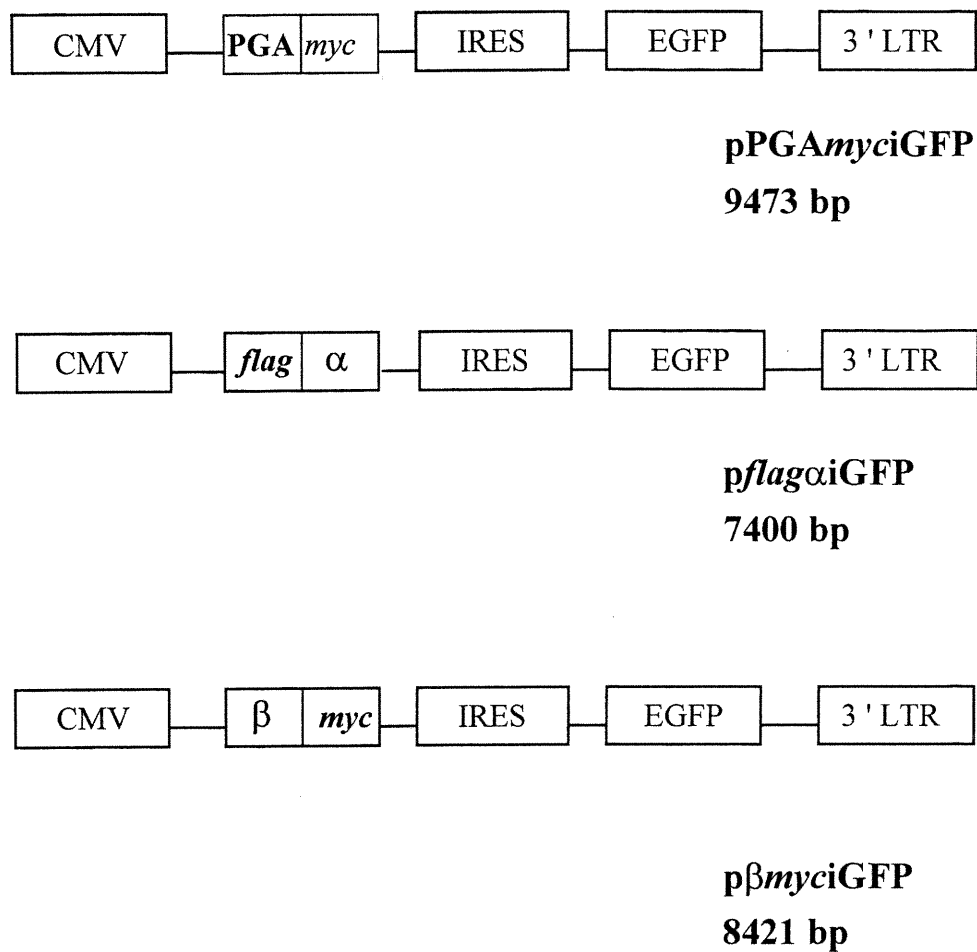 CMV PGA myc IRES EGFP 3 ' LTR
pPGAmyciGFP
9473 bp
CMV flag α IRES EGFP 3 ' LTR
pflagαiGFP
7400 bp
CMV β myc IRES EGFP 3 ' LTR
pβmyciGFP
8421 bp